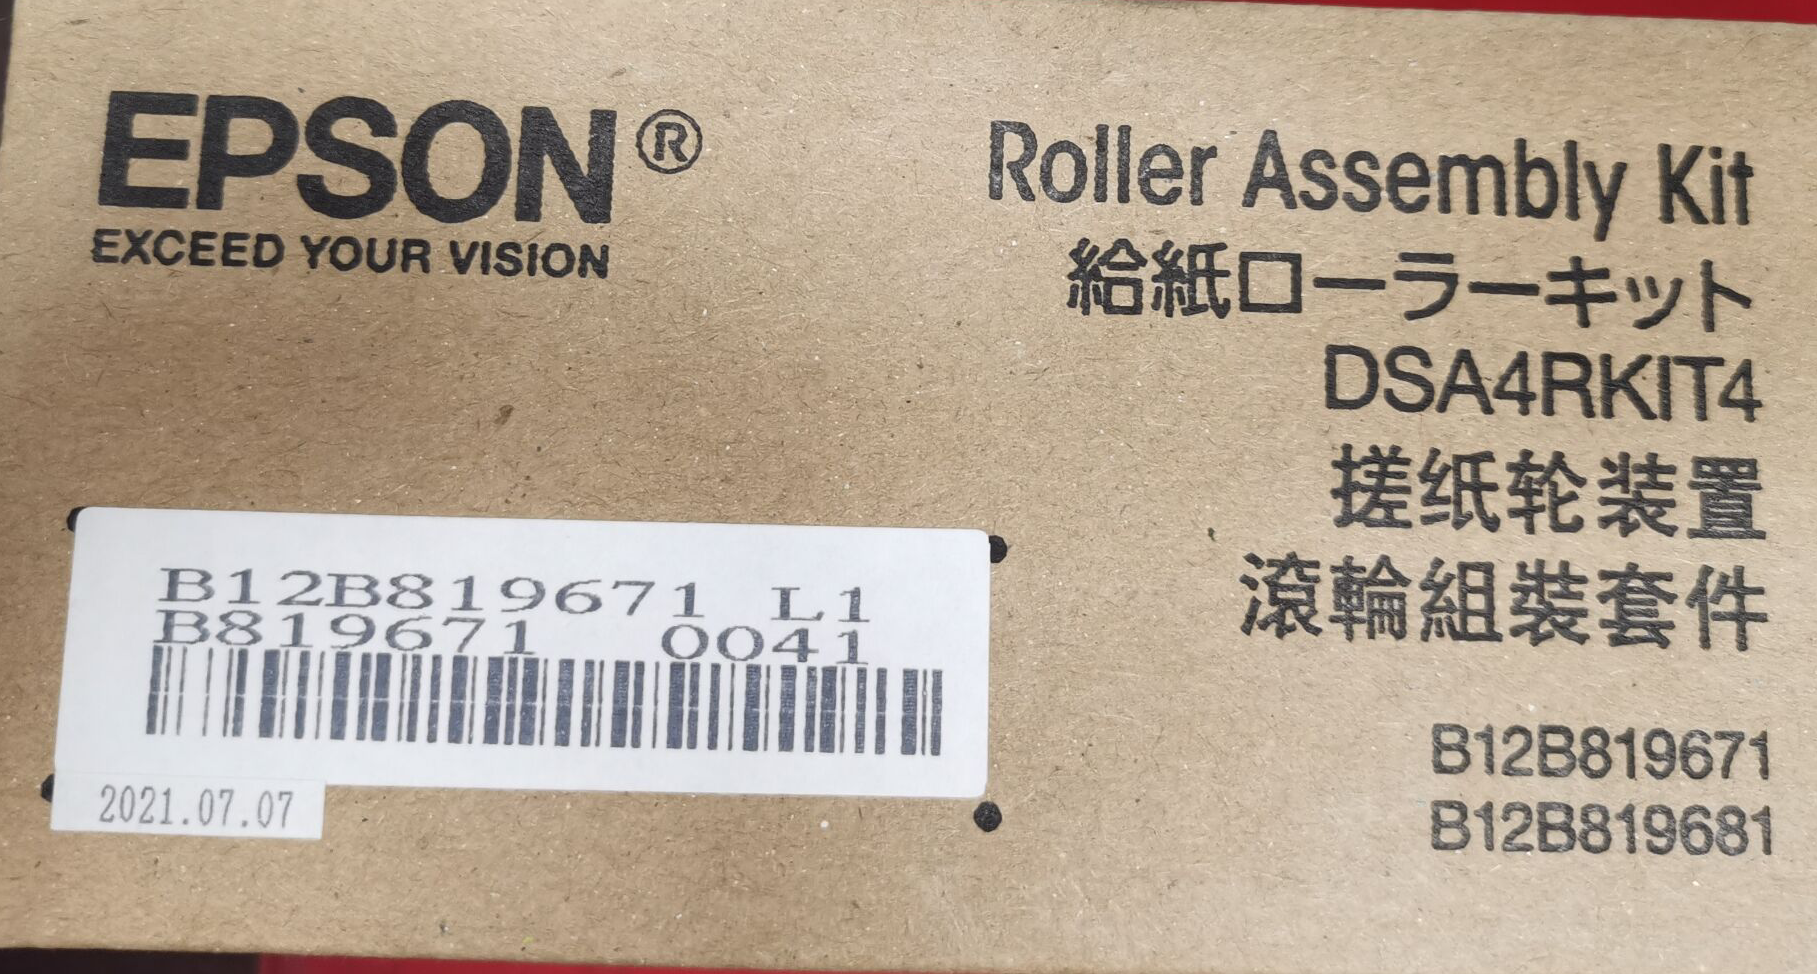 EPSON®
EXCEED YOUR VISION
Roller Assembly Kit
給紙ローラーキット
DSA4RKIT4
搓纸轮装置
滾輪組裝套件
B12B819671 L1
B819671 0041
2021.07.07
B12B819671
B12B819681